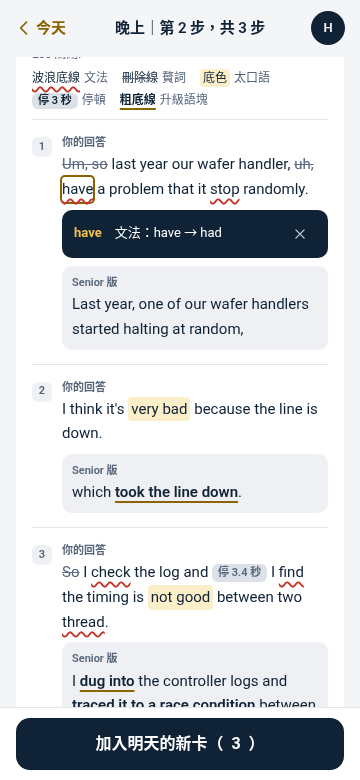 今天
晚上｜第 2 步，共 3 步
H
波浪底線 文法 刪除線 贅詞 底色 太口語
停 3 秒 停頓 粗底線 升級語塊
1
你的回答
Um, so last year our wafer handler, uh,
have a problem that it stop randomly.
have 文法：have → had ×
Senior 版
Last year, one of our wafer handlers
started halting at random,
2
你的回答
I think it's very bad because the line is
down.
Senior 版
which took the line down.
3
你的回答
So I check the log and 停 3.4 秒 I find
the timing is not good between two
thread.
Senior 版
I dug into the controller logs and
traced it to a race condition between
加入明天的新卡（ 3 ）